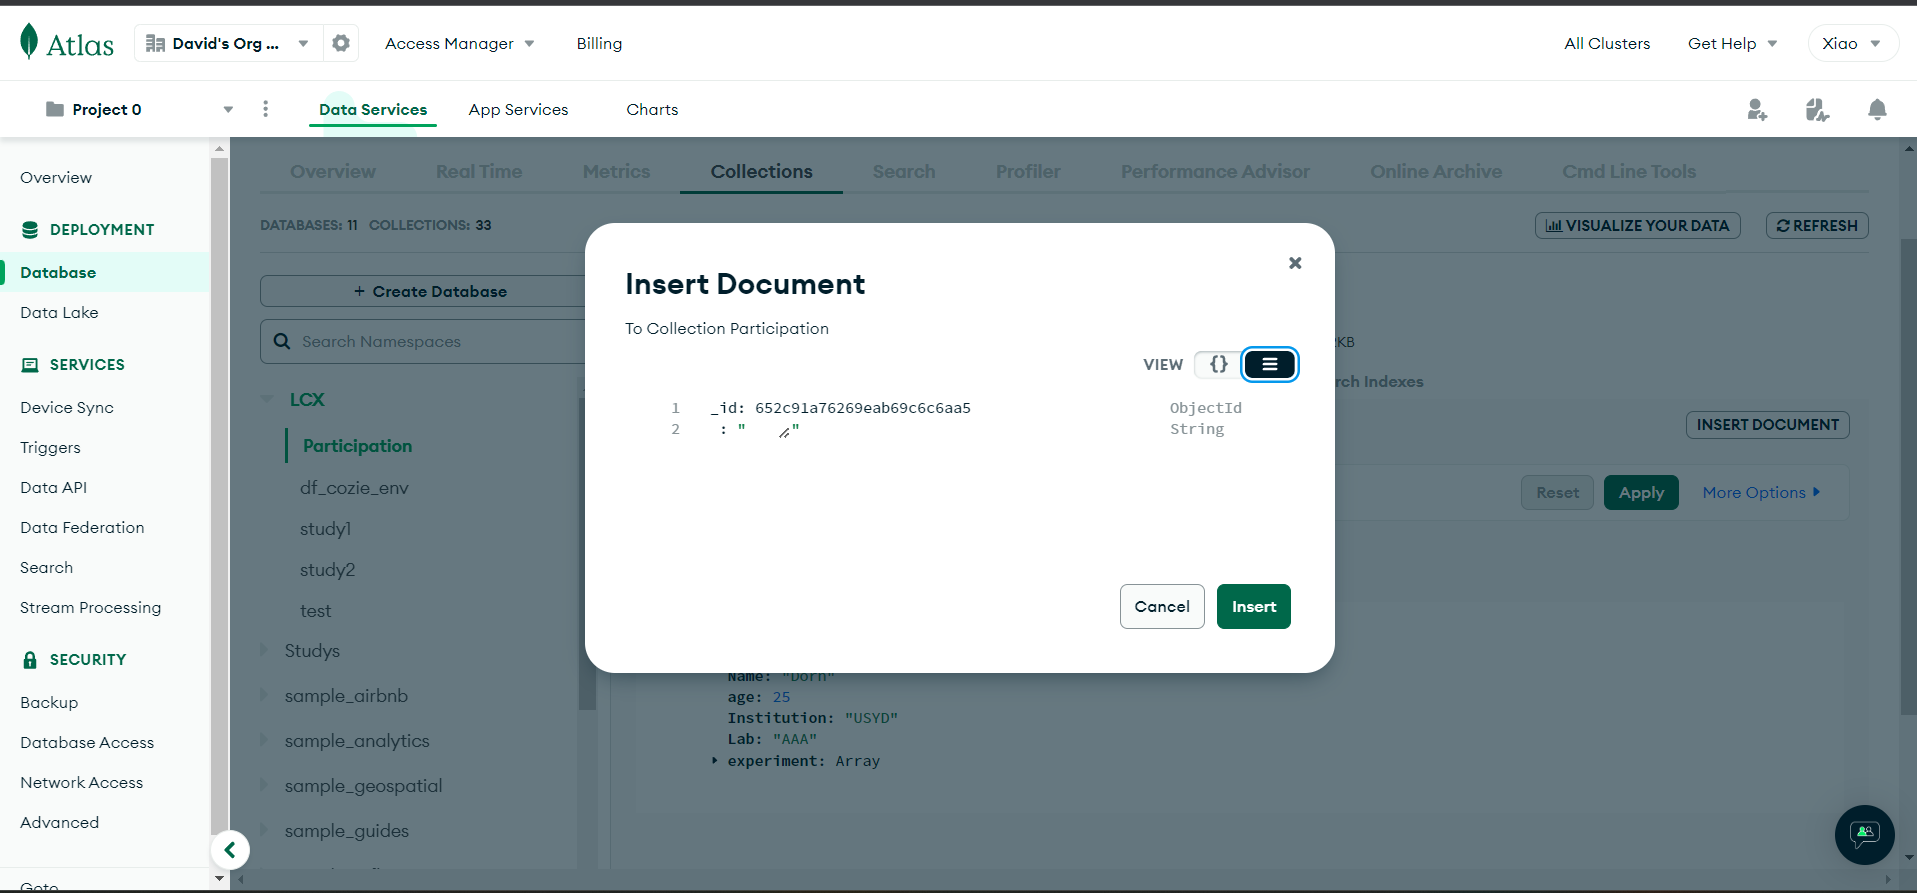 Atlas
David's Org ...
Access Manager
Billing
All Clusters
Get Help
Xiao
Project 0
Data Services
App Services
Charts
Overview
DEPLOYMENT
Database
Data Lake
SERVICES
Device Sync
Triggers
Data API
Data Federation
Search
Stream Processing
SECURITY
Backup
Database Access
Network Access
Advanced
Goto
Overview
Real Time
Metrics
Collections
Search
Profiler
Performance Advisor
Online Archive
Cmd Line Tools
DATABASES: 11 COLLECTIONS: 33
VISUALIZE YOUR DATA
REFRESH
+ Create Database
Search Namespaces
LCX
Participation
df_cozie_env
study1
study2
test
Studys
sample_airbnb
sample_analytics
sample_geospatial
sample_guides
KB
rch Indexes
INSERT DOCUMENT
Reset
Apply
More Options
Insert Document
To Collection Participation
VIEW {}
1 _id: 652c91a76269eab69c6c6aa5 ObjectId
2 : " " String
Cancel
Insert
Name: "Dorn"
age: 25
Institution: "USYD"
Lab: "AAA"
experiment: Array